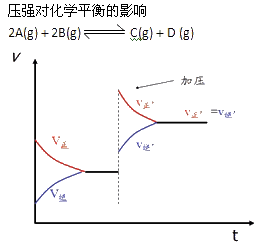 压强对化学平衡的影响
2A(g)+2B(g) ⇌ C(g) + D (g)
v
加压
V正'
V正' =V逆'
V正
V逆'
V逆
t